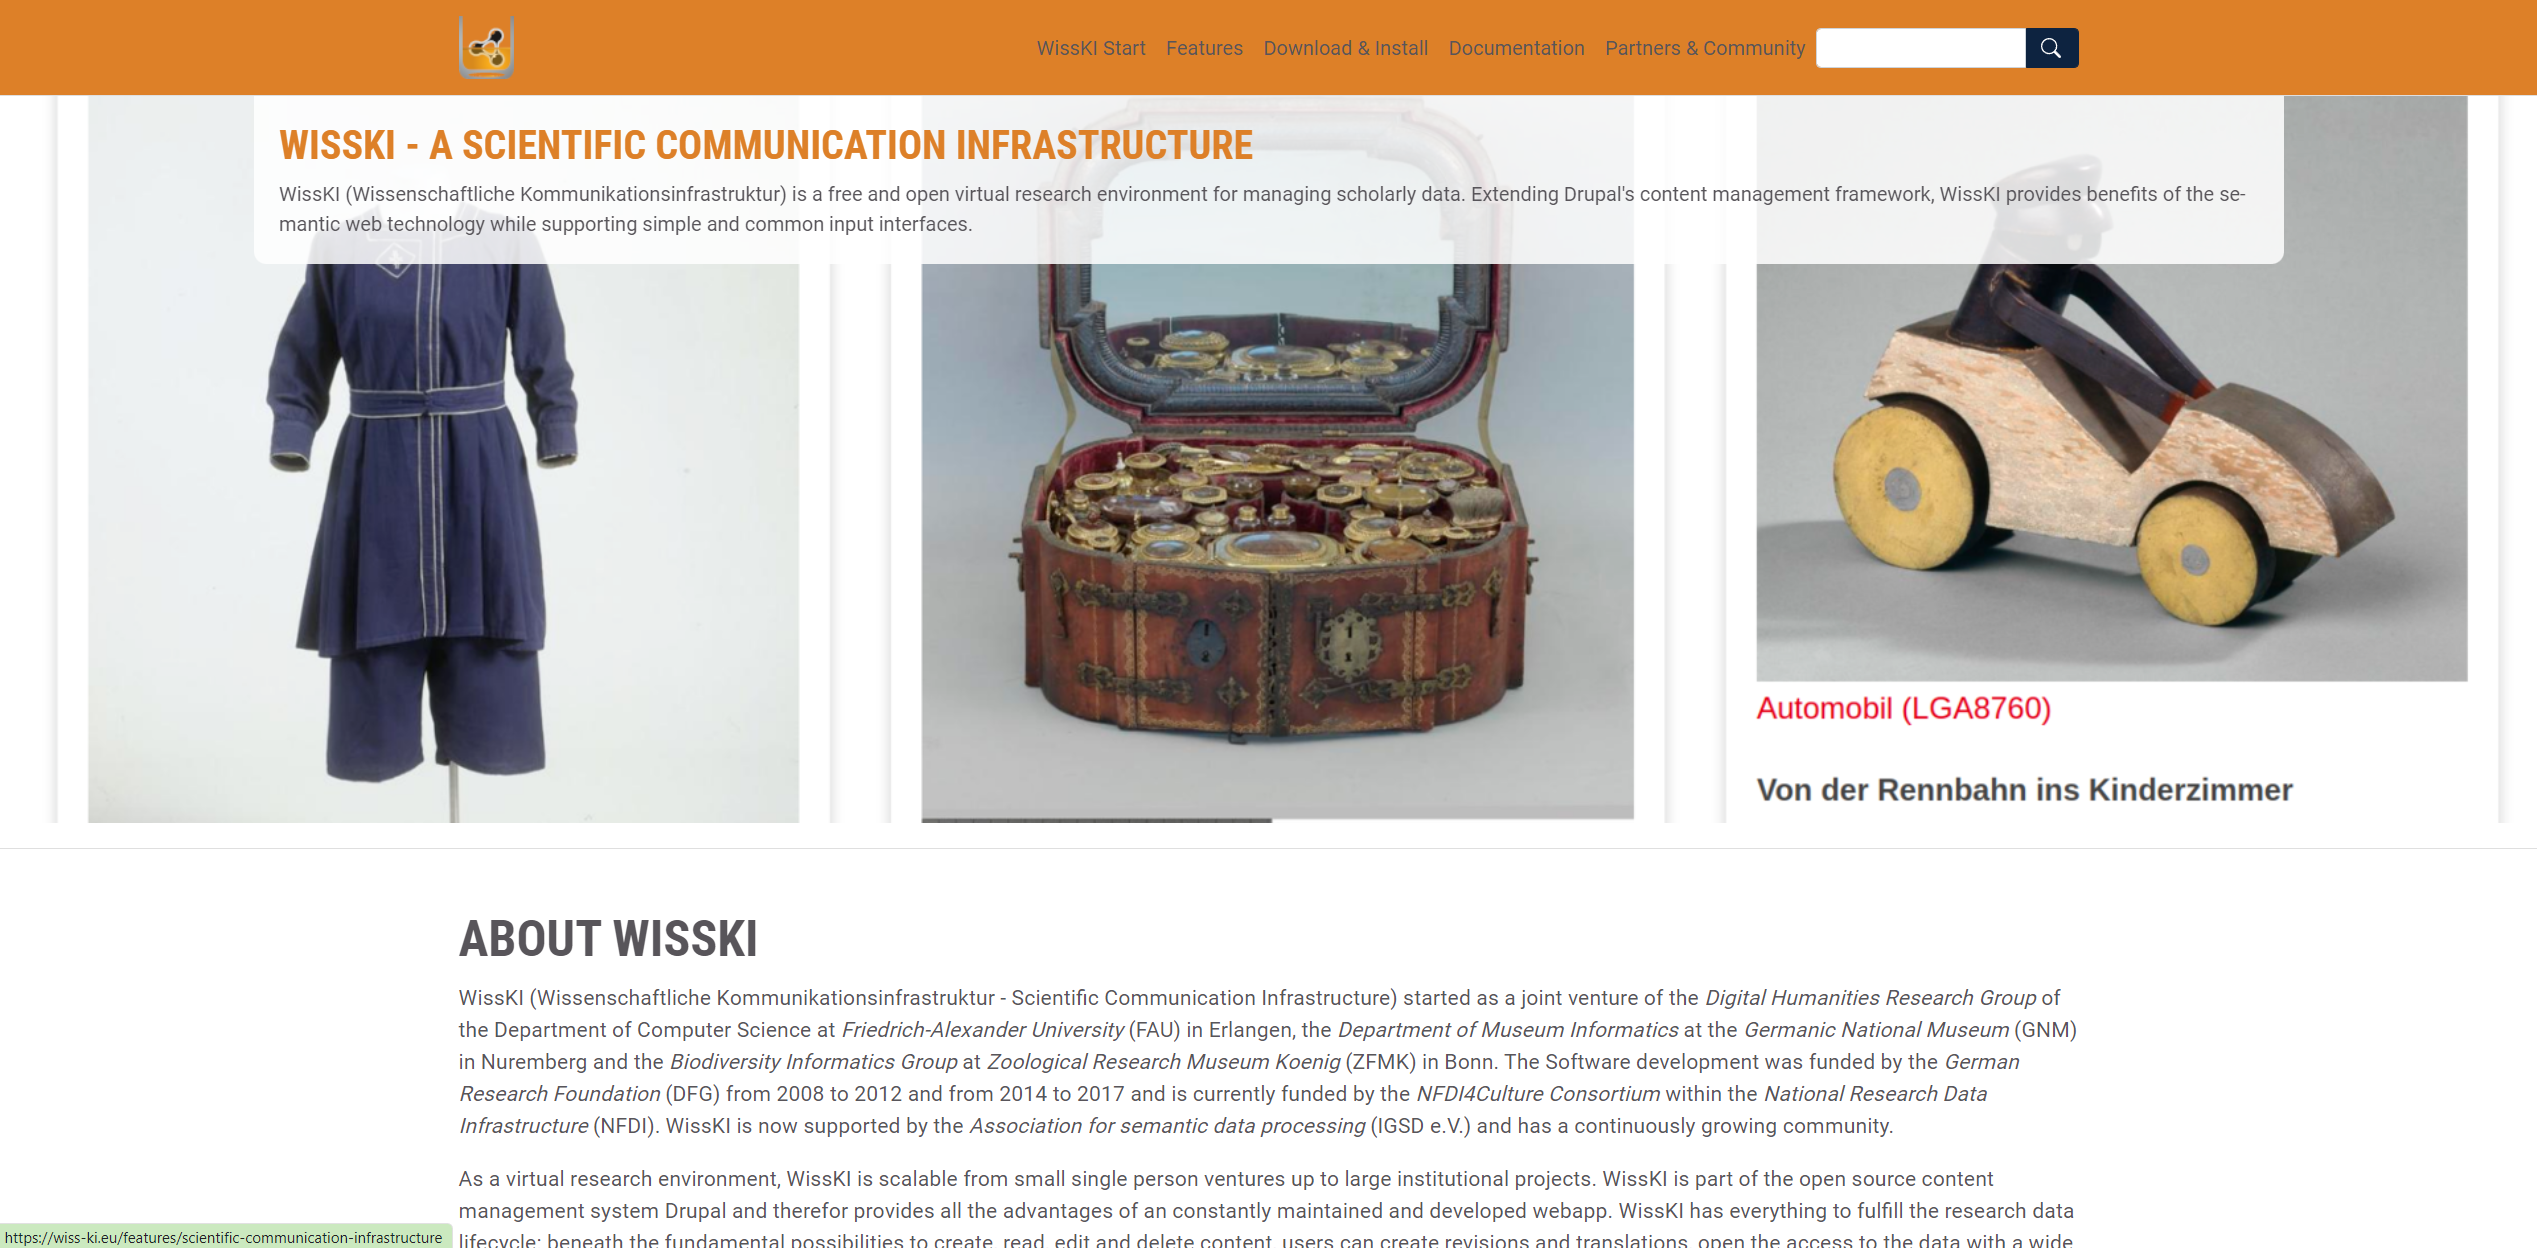 WissKI Start Features Download & Install Documentation Partners & Community
WISSKI - A SCIENTIFIC COMMUNICATION INFRASTRUCTURE
WissKI (Wissenschaftliche Kommunikationsinfrastruktur) is a free and open virtual research environment for managing scholarly data. Extending Drupal's content management framework, WissKI provides benefits of the se-
mantic web technology while supporting simple and common input interfaces.
Automobil (LGA8760)
Von der Rennbahn ins Kinderzimmer
ABOUT WISSKI
WissKI (Wissenschaftliche Kommunikationsinfrastruktur - Scientific Communication Infrastructure) started as a joint venture of the Digital Humanities Research Group of
the Department of Computer Science at Friedrich-Alexander University (FAU) in Erlangen, the Department of Museum Informatics at the Germanic National Museum (GNM)
in Nuremberg and the Biodiversity Informatics Group at Zoological Research Museum Koenig (ZFMK) in Bonn. The Software development was funded by the German
Research Foundation (DFG) from 2008 to 2012 and from 2014 to 2017 and is currently funded by the NFDI4Culture Consortium within the National Research Data
Infrastructure (NFDI). WissKI is now supported by the Association for semantic data processing (IGSD e.V.) and has a continuously growing community.
As a virtual research environment, WissKI is scalable from small single person ventures up to large institutional projects. WissKI is part of the open source content
management system Drupal and therefor provides all the advantages of an constantly maintained and developed webapp. WissKI has everything to fulfill the research data
lifecycle: beneath the fundamental possibilities to create, read, edit and delete content, users can create revisions and translations, open the access to the data with a wide
https://wiss-ki.eu/features/scientific-communication-infrastructure